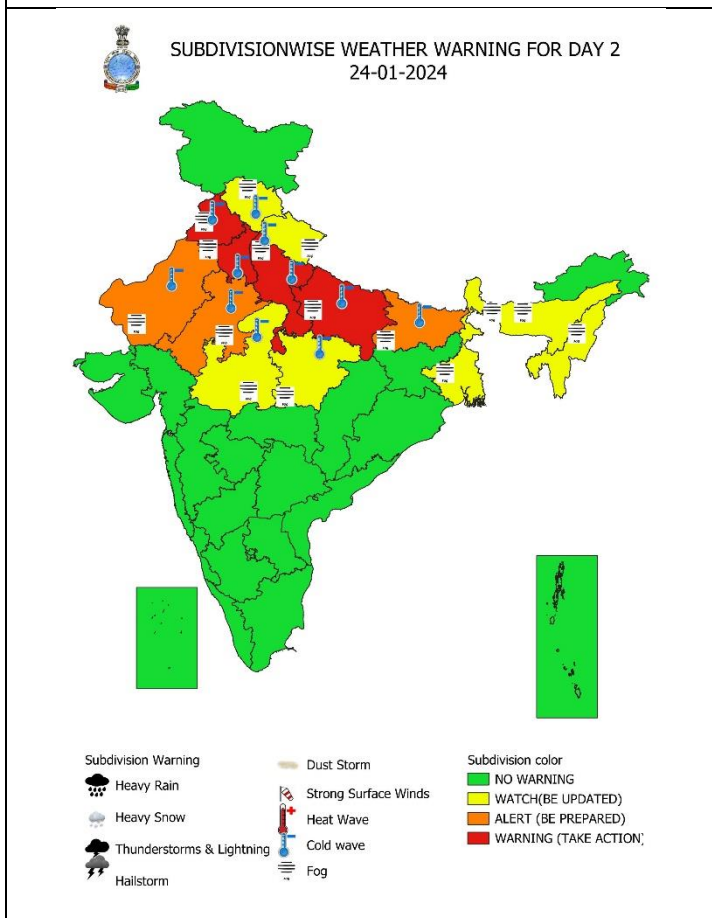 SUBDIVISIONWISE WEATHER WARNING FOR DAY 2
24-01-2024
Subdivision Warning
Heavy Rain
Heavy Snow
Thunderstorms & Lightning
Hailstorm
Dust Storm
Strong Surface Winds
Heat Wave
Cold wave
Fog
Subdivision color
NO WARNING
WATCH(BE UPDATED)
ALERT (BE PREPARED)
WARNING (TAKE ACTION)